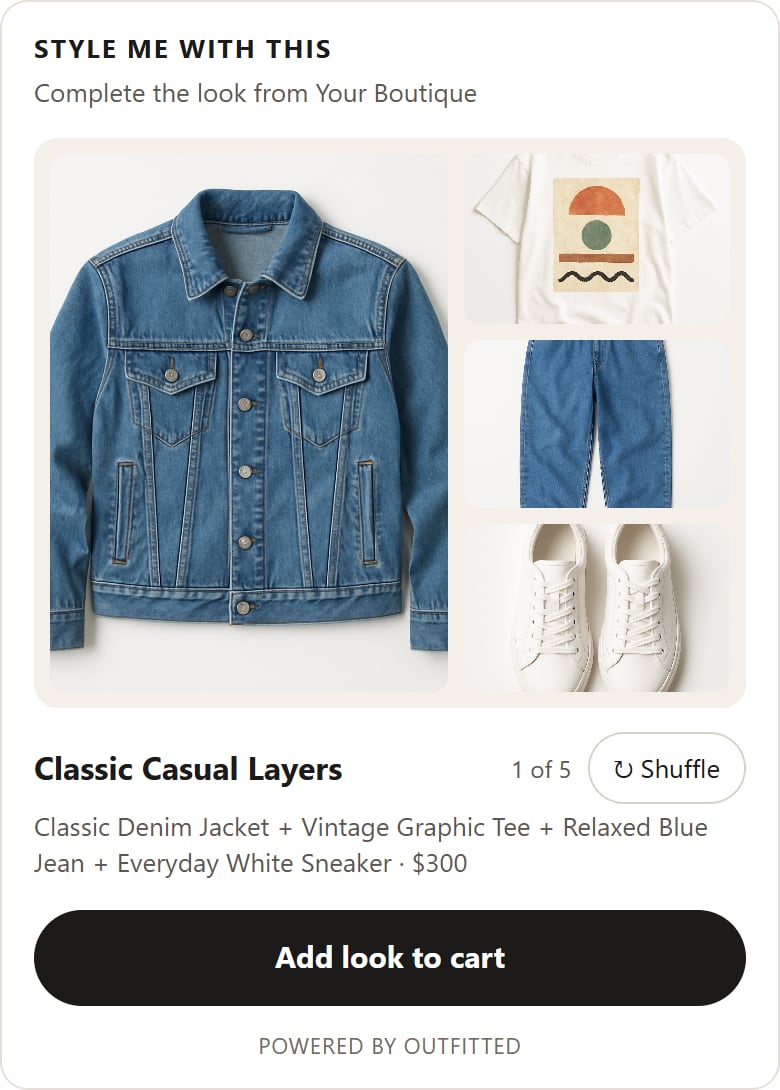 STYLE ME WITH THIS
Complete the look from Your Boutique
Classic Casual Layers
1 of 5
↻ Shuffle
Classic Denim Jacket + Vintage Graphic Tee + Relaxed Blue
Jean + Everyday White Sneaker · $300
Add look to cart
POWERED BY OUTFITTED